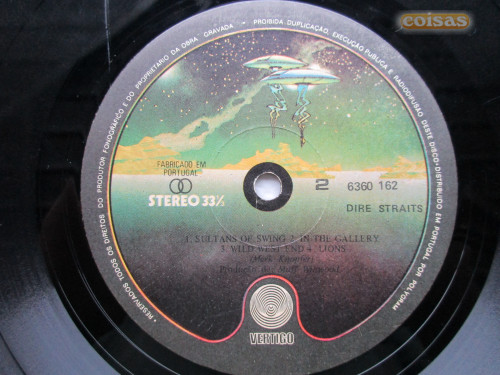 coisas
• RESERVADOS TODOS OS DIREITOS DO PRODUTOR FONOGRÁFICO E DO PROPRIETÁRIO DA OBRA GRAVADA • PROIBIDA DUPLICAÇÃO, EXECUÇÃO PUBLICA E RADIODIFUSÃO DESTE DISCO • DISTRIBUIDO EM PORTUGAL POR POLYGRAM •
FABRICADO EM
PORTUGAL
STEREO 33⅓
2 6360 162
DIRE STRAITS
1. SULTANS OF SWING 2. IN THE GALLERY
3. WILD WEST END 4. LIONS
(Mark Knopfler)
VERTIGO